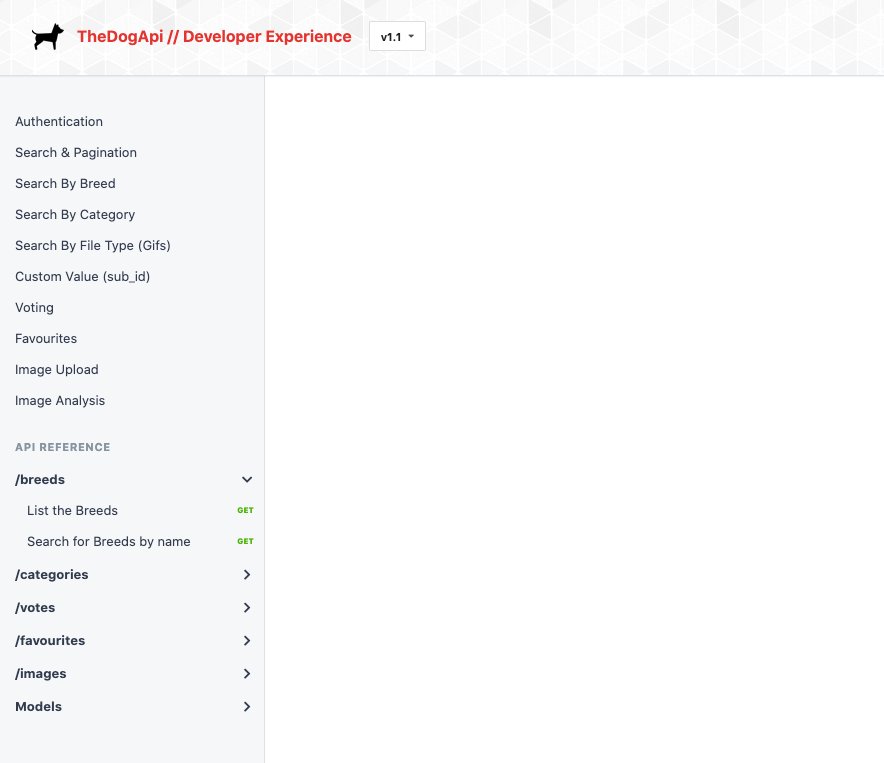 TheDogApi // Developer Experience
v1.1
Authentication
Search & Pagination
Search By Breed
Search By Category
Search By File Type (Gifs)
Custom Value (sub_id)
Voting
Favourites
Image Upload
Image Analysis
API REFERENCE
/breeds
List the Breeds GET
Search for Breeds by name GET
/categories
/votes
/favourites
/images
Models